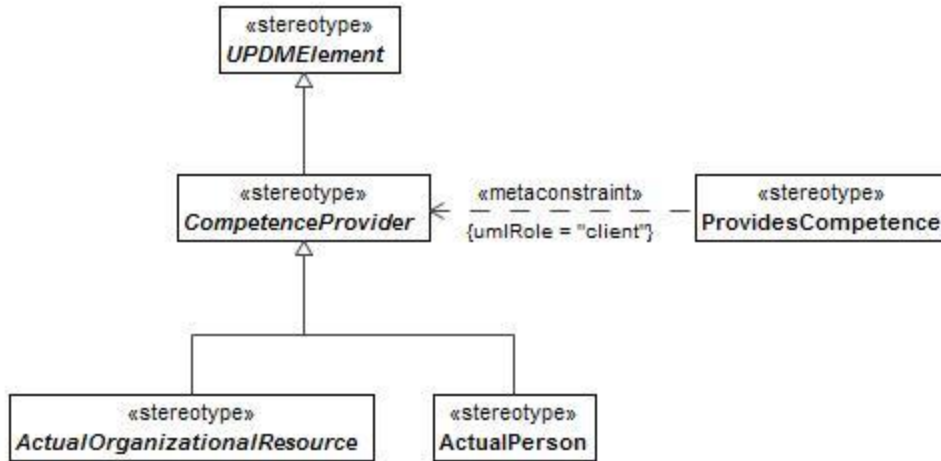 «stereotype»
UPDMElement
«stereotype»
CompetenceProvider
«metaconstraint»
{umlRole = "client"}
«stereotype»
ProvidesCompetence
«stereotype»
ActualOrganizationalResource
«stereotype»
ActualPerson